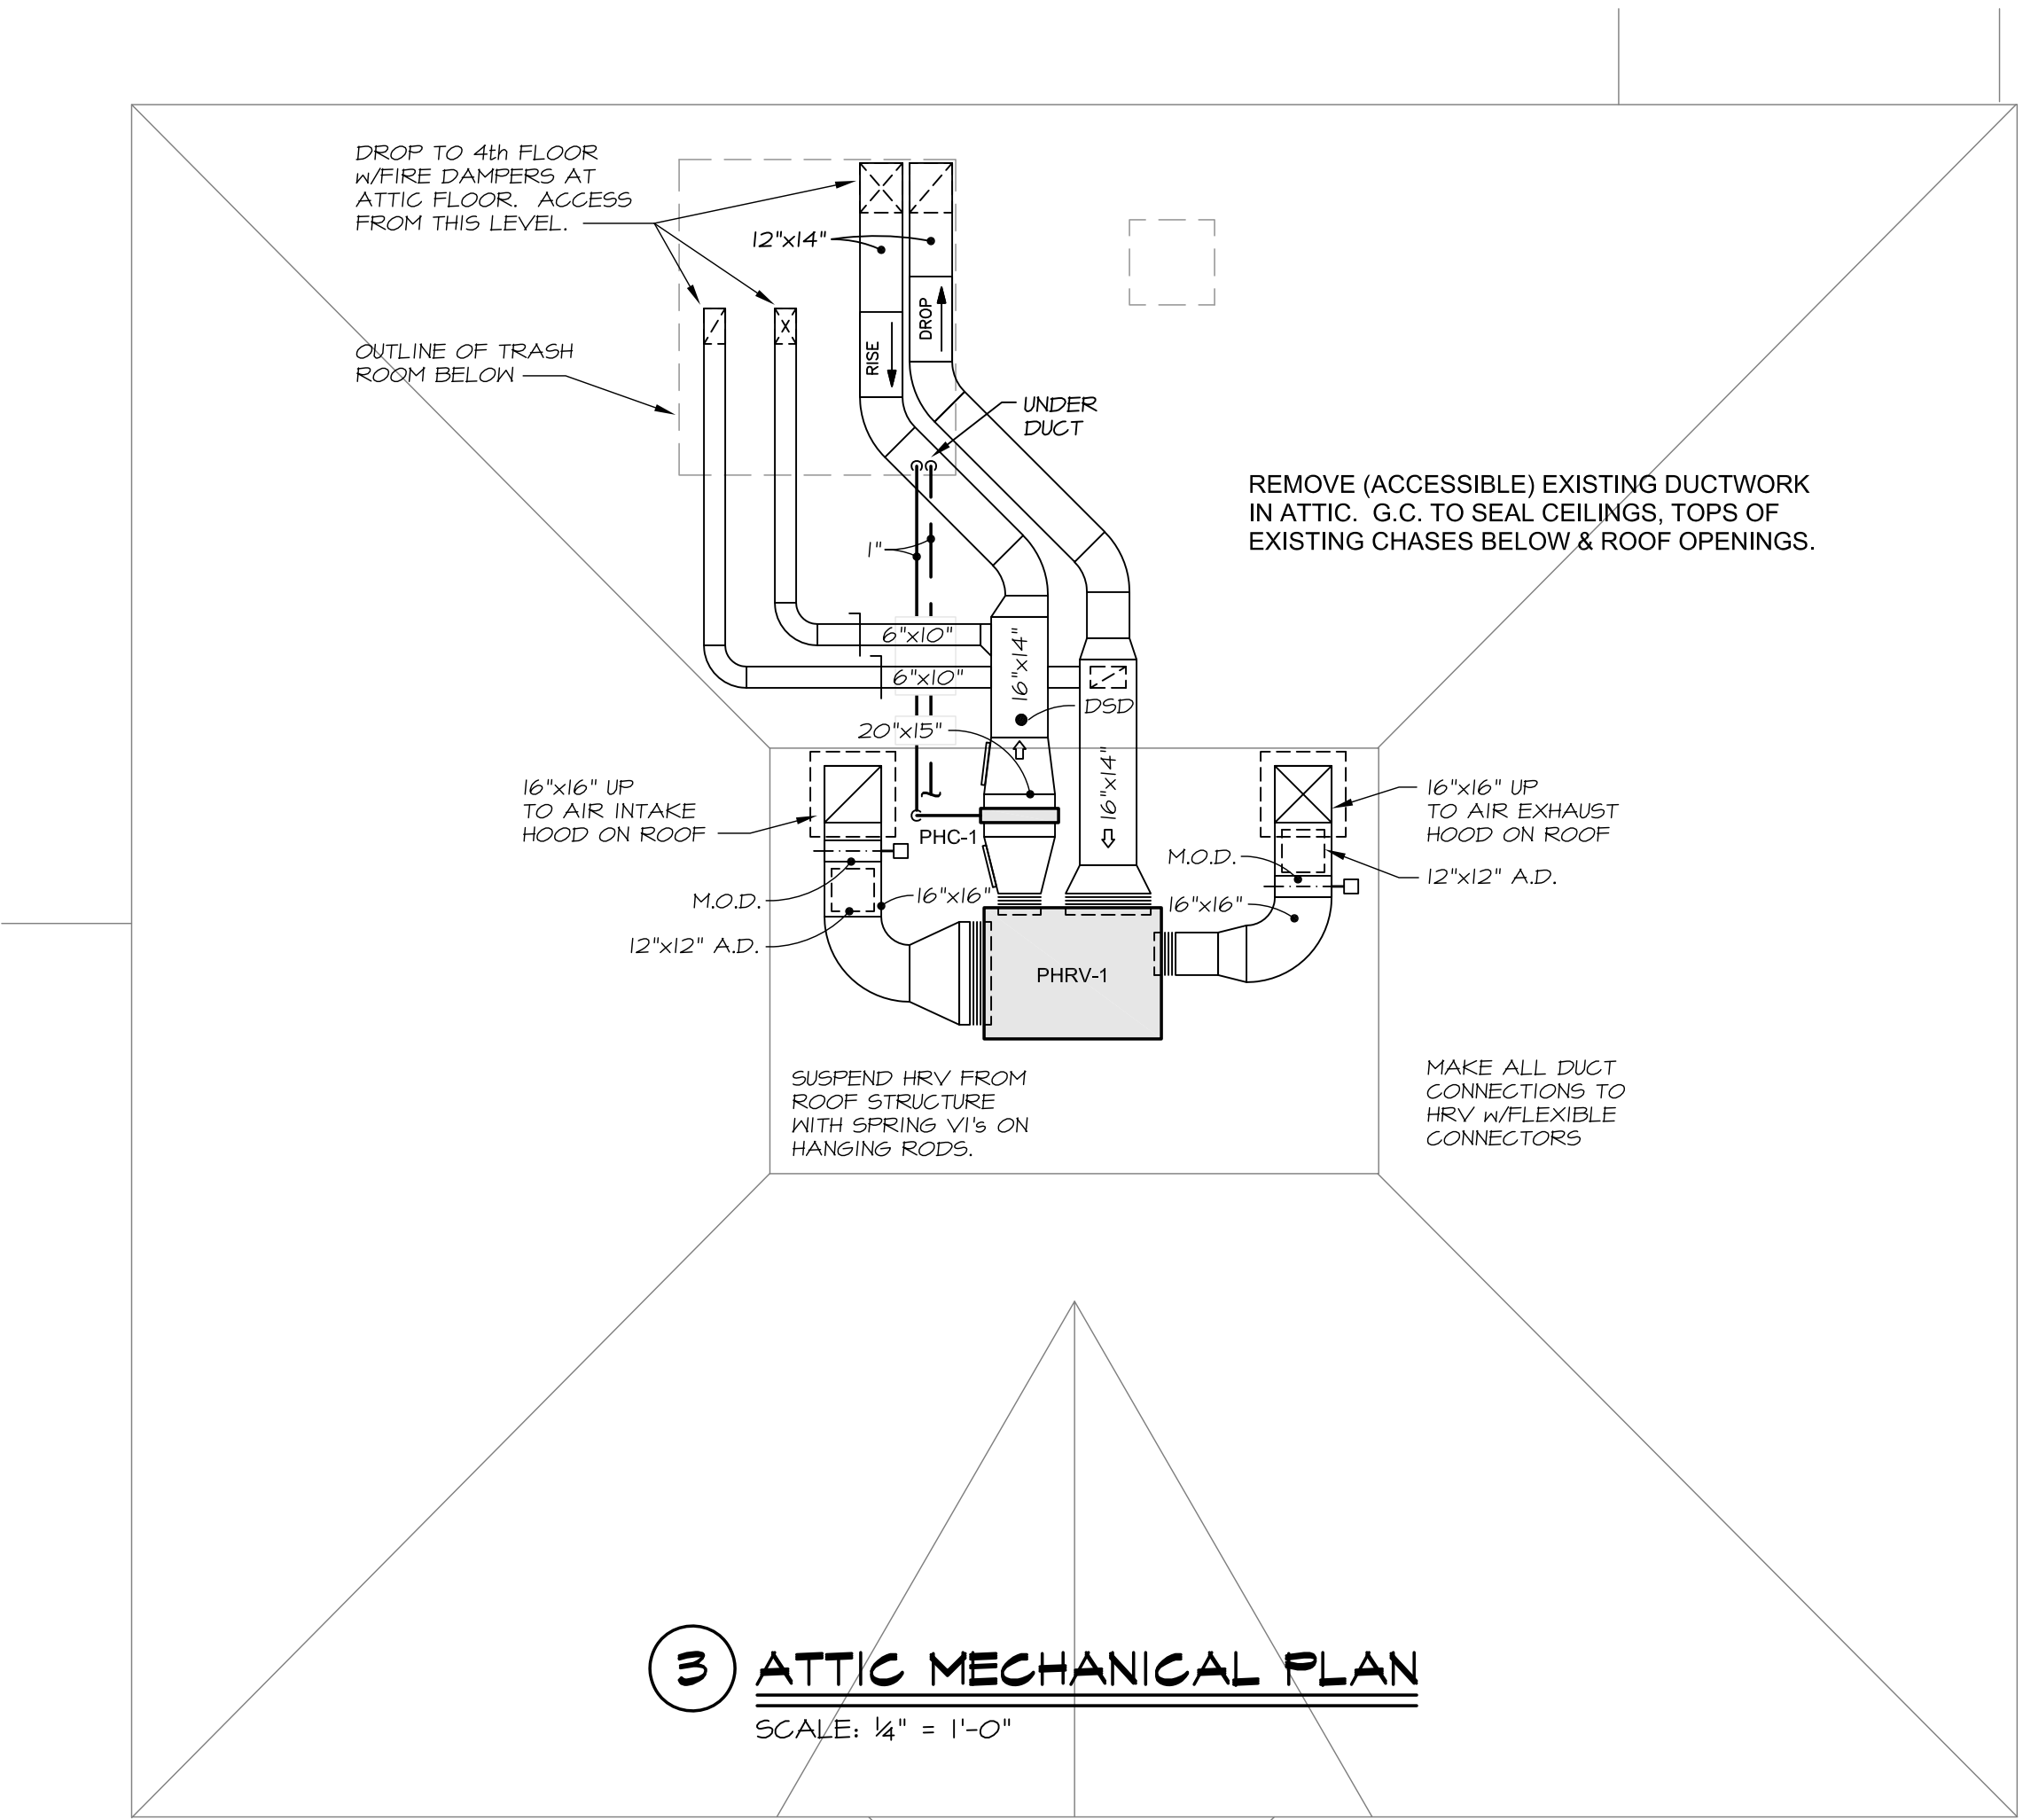 DROP TO 4th FLOOR
w/FIRE DAMPERS AT
ATTIC FLOOR.  ACCESS
FROM THIS LEVEL.
12"x14"
DROP
RISE
OUTLINE OF TRASH
ROOM BELOW
UNDER
DUCT
REMOVE (ACCESSIBLE) EXISTING DUCTWORK
IN ATTIC.  G.C. TO SEAL CEILINGS, TOPS OF
EXISTING CHASES BELOW & ROOF OPENINGS.
1"
6"x10"
6"x10"
16"x14"
DSD
20"x15"
16"x14"
16"x16" UP
TO AIR INTAKE
HOOD ON ROOF
PHC-1
16"x16" UP
TO AIR EXHAUST
HOOD ON ROOF
M.O.D.
12"x12" A.D.
M.O.D.
16"x16"
16"x16"
12"x12" A.D.
PHRV-1
SUSPEND HRV FROM
ROOF STRUCTURE
WITH SPRING VI's ON
HANGING RODS.
MAKE ALL DUCT
CONNECTIONS TO
HRV w/FLEXIBLE
CONNECTORS
3 ATTIC MECHANICAL PLAN
SCALE: ¼" = 1'-0"